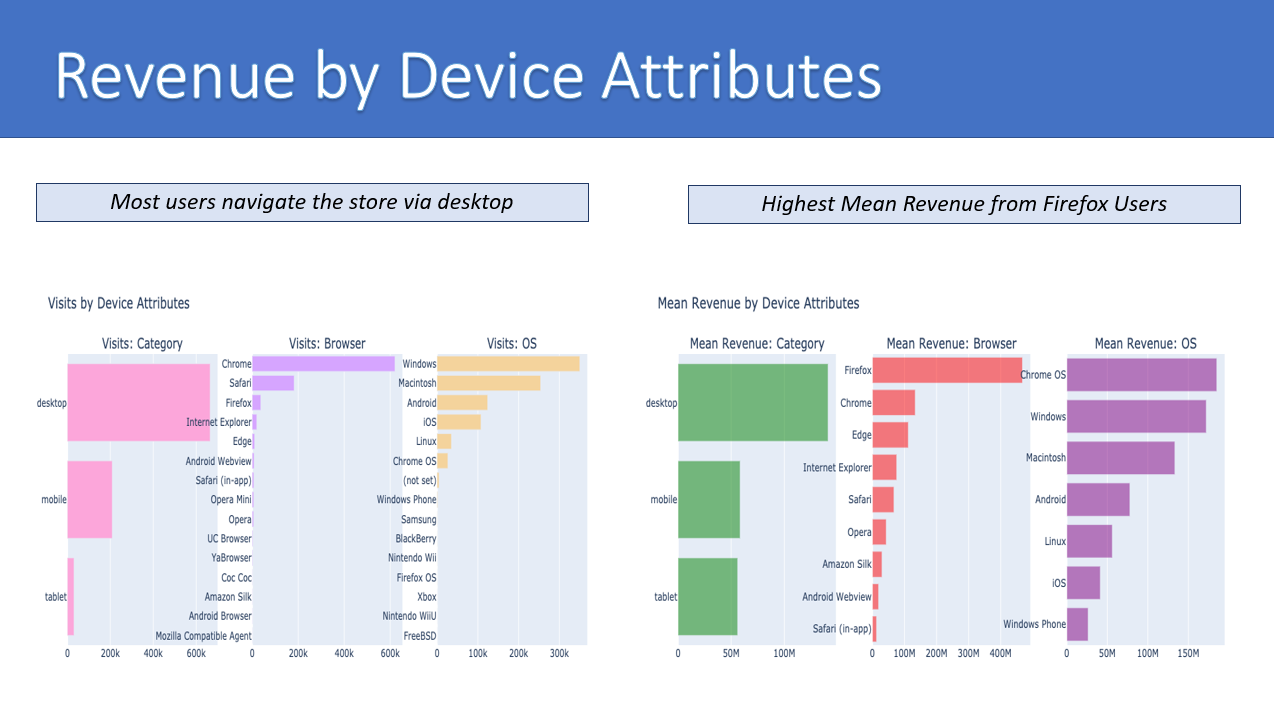 Revenue by Device Attributes
Most users navigate the store via desktop
Highest Mean Revenue from Firefox Users
Visits by Device Attributes
Visits: Category
desktop
mobile
tablet
0 200k 400k 600k
Visits: Browser
Chrome
Safari
Firefox
Internet Explorer
Edge
Android Webview
Safari (in-app)
Opera Mini
Opera
UC Browser
YaBrowser
Coc Coc
Amazon Silk
Android Browser
Mozilla Compatible Agent
0 200k 400k 600k
Visits: OS
Windows
Macintosh
Android
iOS
Linux
Chrome OS
(not set)
Windows Phone
Samsung
BlackBerry
Nintendo Wii
Firefox OS
Xbox
Nintendo WiiU
FreeBSD
0 100k 200k 300k
Mean Revenue by Device Attributes
Mean Revenue: Category
desktop
mobile
tablet
0 50M 100M
Mean Revenue: Browser
Firefox
Chrome
Edge
Internet Explorer
Safari
Opera
Amazon Silk
Android Webview
Safari (in-app)
0 100M 200M 300M 400M
Mean Revenue: OS
Chrome OS
Windows
Macintosh
Android
Linux
iOS
Windows Phone
0 50M 100M 150M